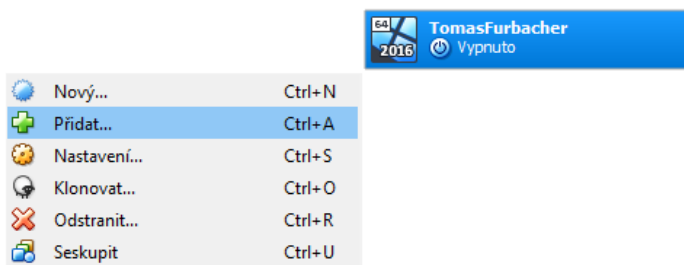 64
2016
TomasFurbacher
Vypnuto
Nový... Ctrl+N
Přidat... Ctrl+A
Nastavení... Ctrl+S
Klonovat... Ctrl+O
Odstranit... Ctrl+R
Seskupit Ctrl+U